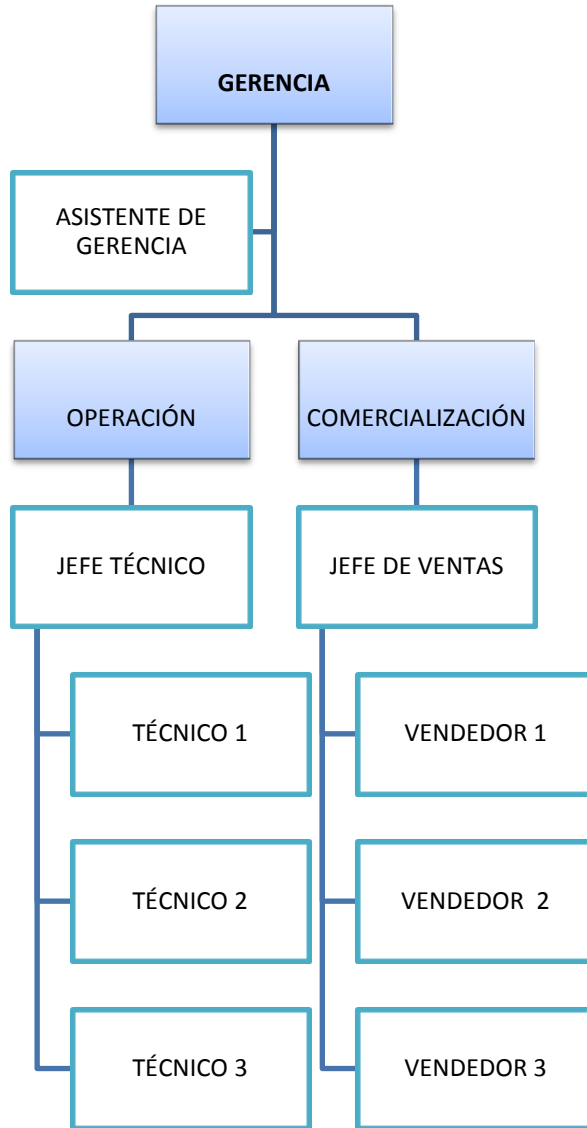 GERENCIA
ASISTENTE DE
GERENCIA
OPERACIÓN
COMERCIALIZACIÓN
JEFE TÉCNICO
JEFE DE VENTAS
TÉCNICO 1
VENDEDOR 1
TÉCNICO 2
VENDEDOR  2
TÉCNICO 3
VENDEDOR 3